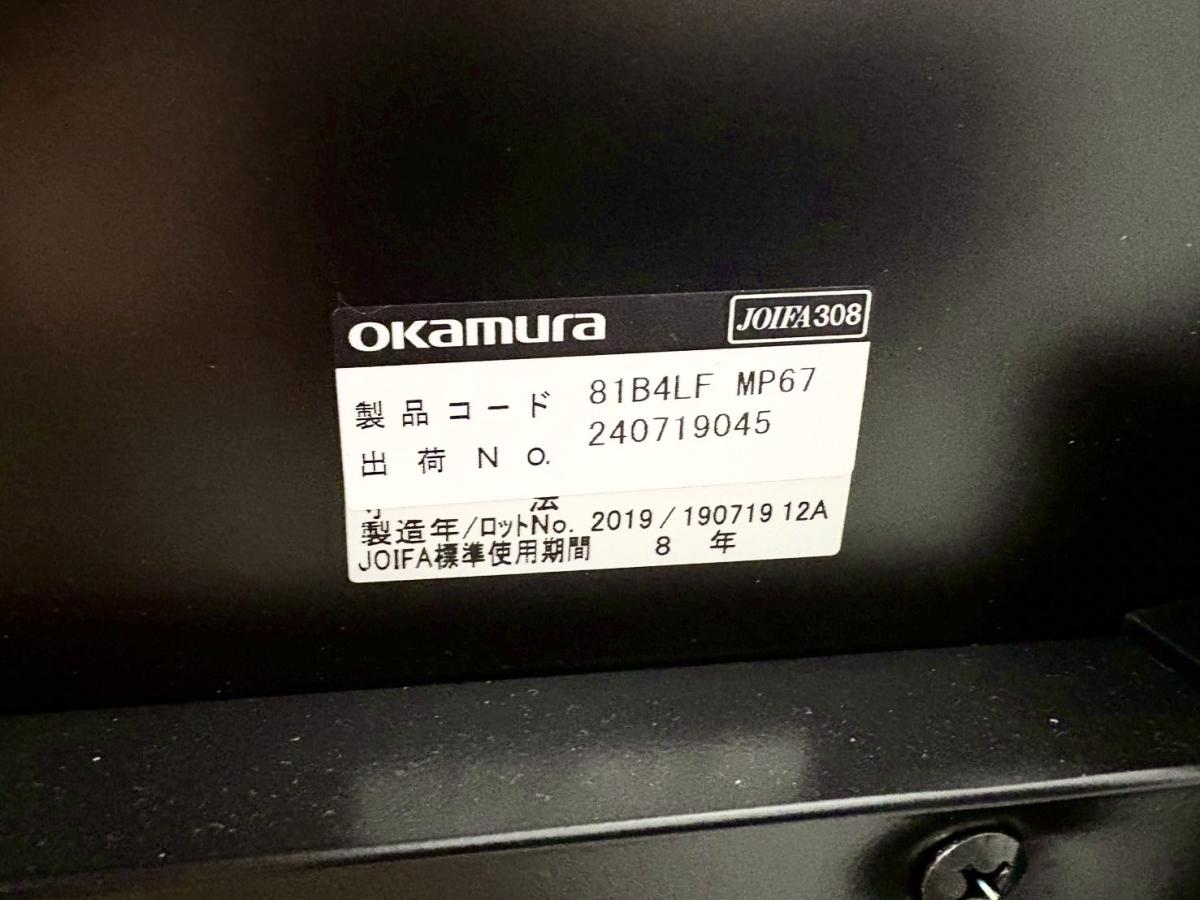 okamura JOIFA308
製品コード 81B4LF MP67
出荷No. 240719045
法
製造年/ロットNo. 2019/190719 12A
JOIFA標準使用期間 8年